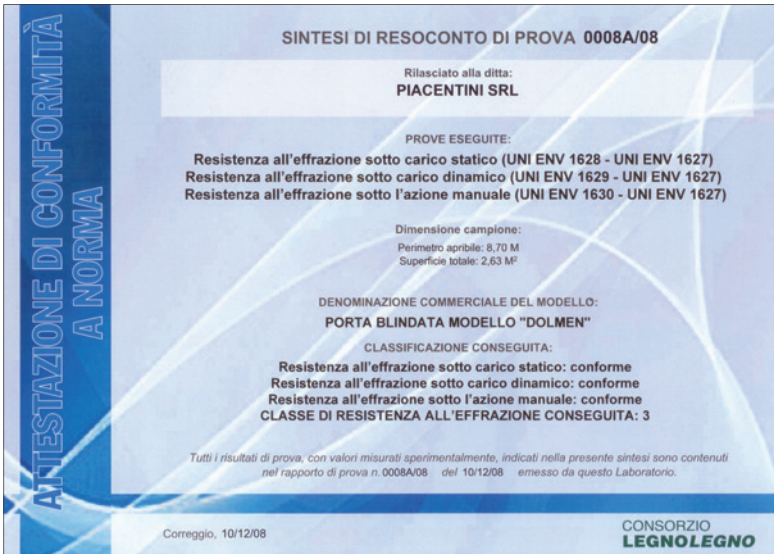 ATTESTAZIONE DI CONFORMITÀ
A NORMA
SINTESI DI RESOCONTO DI PROVA 0008A/08
Rilasciato alla ditta:
PIACENTINI SRL
PROVE ESEGUITE:
Resistenza all'effrazione sotto carico statico (UNI ENV 1628 - UNI ENV 1627)
Resistenza all'effrazione sotto carico dinamico (UNI ENV 1629 - UNI ENV 1627)
Resistenza all'effrazione sotto l'azione manuale (UNI ENV 1630 - UNI ENV 1627)
Dimensione campione:
Perimetro apribile: 8,70 M
Superficie totale: 2,63 M²
DENOMINAZIONE COMMERCIALE DEL MODELLO:
PORTA BLINDATA MODELLO "DOLMEN"
CLASSIFICAZIONE CONSEGUITA:
Resistenza all'effrazione sotto carico statico: conforme
Resistenza all'effrazione sotto carico dinamico: conforme
Resistenza all'effrazione sotto l'azione manuale: conforme
CLASSE DI RESISTENZA ALL'EFFRAZIONE CONSEGUITA: 3
Tutti i risultati di prova, con valori misurati sperimentalmente, indicati nella presente sintesi sono contenuti
nel rapporto di prova n. 0008A/08 del 10/12/08 emesso da questo Laboratorio.
Correggio, 10/12/08
CONSORZIO
LEGNOLEGNO